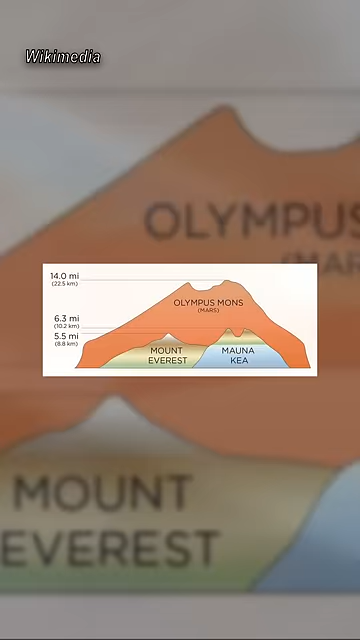 Wikimedia
OLYMPUS
(MAR
14.0 mi
(22.5 km)
OLYMPUS MONS
(MARS)
6.3 mi
(10.2 km)
5.5 mi
(8.8 km)
MOUNT
EVEREST
MAUNA
KEA
MOUNT
EVEREST